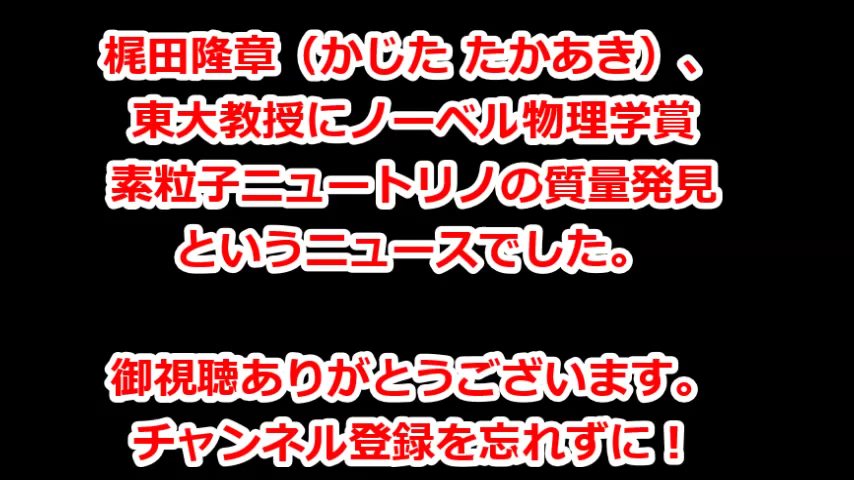 梶田隆章（かじた たかあき）、
東大教授にノーベル物理学賞
素粒子ニュートリノの質量発見
というニュースでした。
御視聴ありがとうございます。
チャンネル登録を忘れずに！